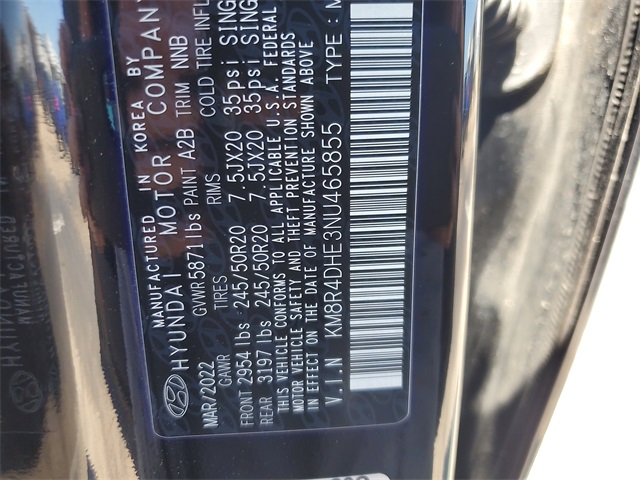 MANUFACTURED IN KOREA BY
HYUNDAI MOTOR COMPANY
MAR/2022 GVWR5871lbs PAINT A2B TRIM NNB
GAWR TIRES RIMS COLD TIRE INFL
FRONT 2954 lbs 245/50R20 7.5JX20 35psi SING
REAR 3197 lbs 245/50R20 7.5JX20 35psi SING
THIS VEHICLE CONFORMS TO ALL APPLICABLE U.S.A. FEDERAL
MOTOR VEHICLE SAFETY AND THEFT PREVENTION STANDARDS
IN EFFECT ON THE DATE OF MANUFACTURE SHOWN ABOVE
V.I.N KM8R4DHE3NU465855 TYPE : M